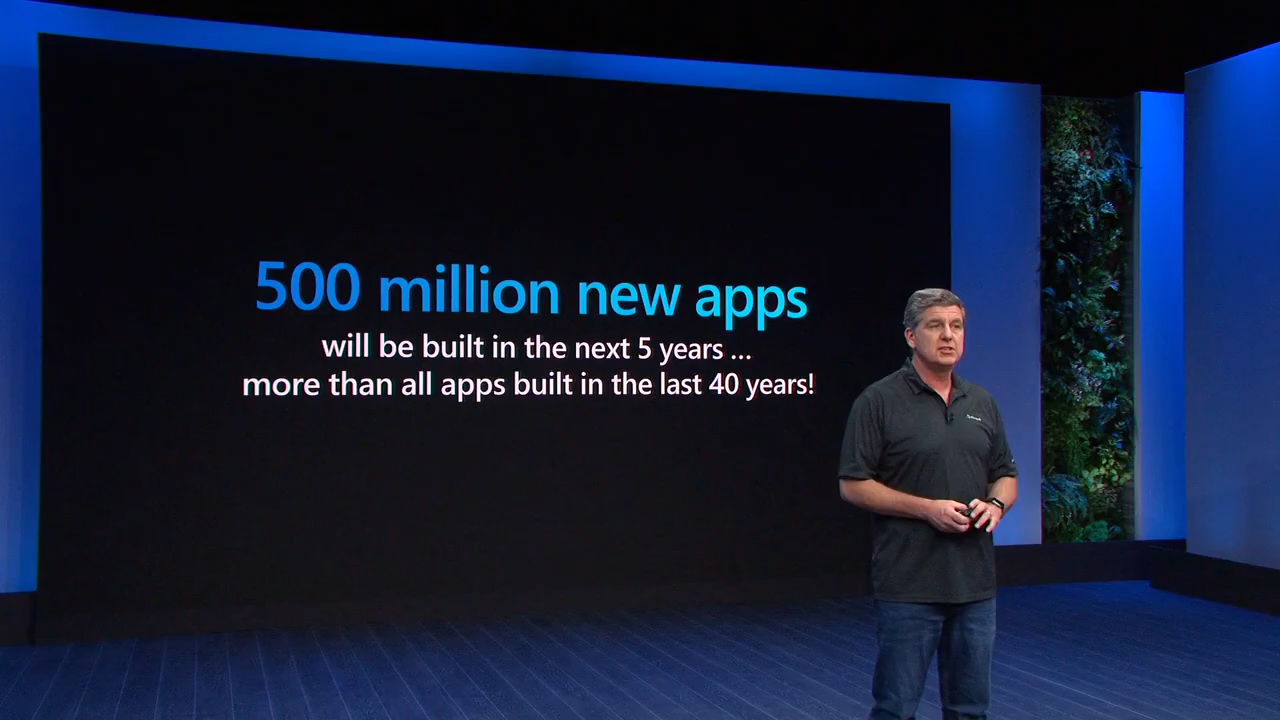 500 million new apps
will be built in the next 5 years ...
more than all apps built in the last 40 years!